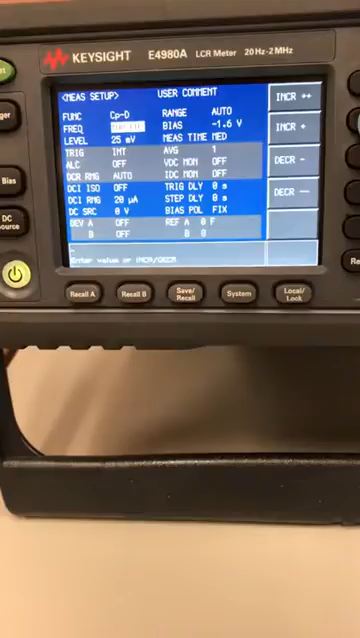 KEYSIGHT E4980A LCR Meter 20 Hz-2 MHz
<MEAS SETUP> USER COMMENT
FUNC Cp-D RANGE AUTO
FREQ BIAS -1.6 V
LEVEL 25 mV MEAS TIME MED
TRIG INT AVG 1
ALC OFF VDC MON OFF
DCR RNG AUTO IDC MON OFF
DCI ISO OFF TRIG DLY 0 s
DCI RNG 20 µA STEP DLY 0 s
DC SRC 0 V BIAS POL FIX
DEV A OFF REF A 0 F
B OFF B 0
Enter value or INCR/DECR
INCR ++
INCR +
DECR -
DECR --
Bias
DC
Source
Recall A
Recall B
Save/
Recall
System
Local/
Lock